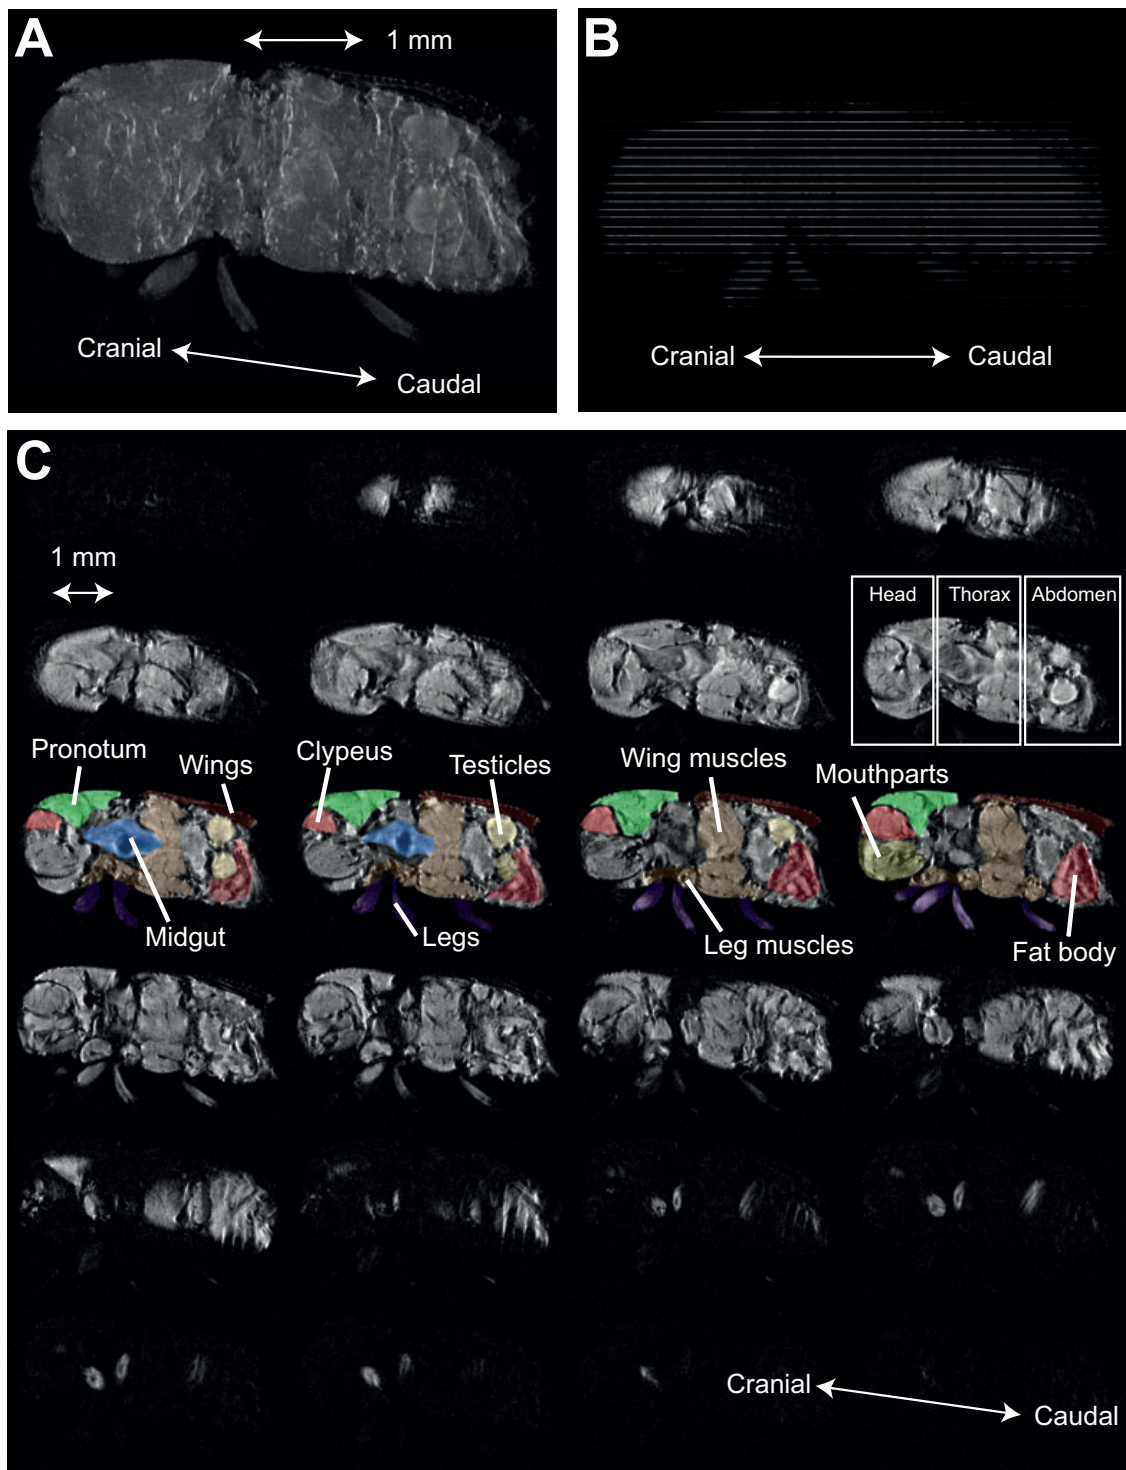 A
1 mm
Cranial
Caudal
B
Cranial
Caudal
C
1 mm
Head
Thorax
Abdomen
Pronotum
Wings
Clypeus
Testicles
Wing muscles
Mouthparts
Midgut
Legs
Leg muscles
Fat body
Cranial
Caudal